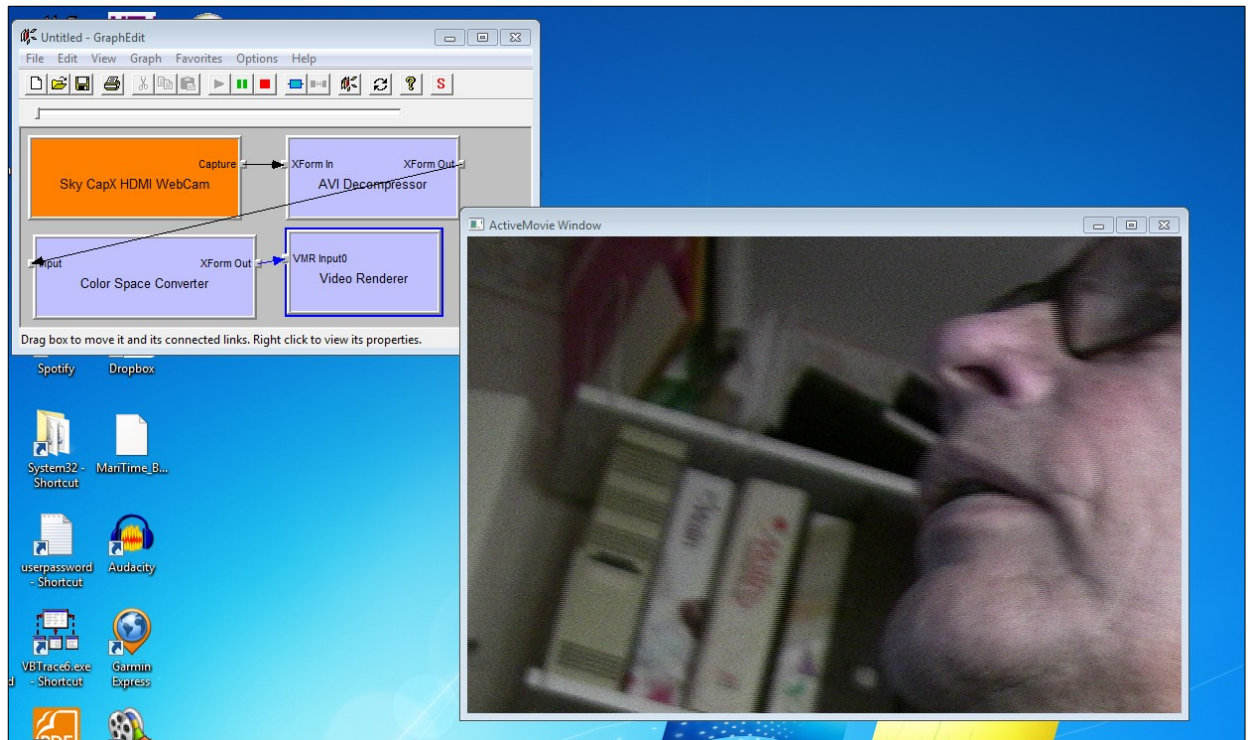 Untitled - GraphEdit
File Edit View Graph Favorites Options Help
S
Capture
Sky CapX HDMI WebCam
XForm In XForm Out
AVI Decompressor
Input XForm Out
Color Space Converter
VMR Input0
Video Renderer
Drag box to move it and its connected links. Right click to view its properties.
ActiveMovie Window
Spotify
Dropbox
System32 -
Shortcut
MariTime_B...
userpassword
- Shortcut
Audacity
VBTrace6.exe
- Shortcut
Garmin
Express
PDF